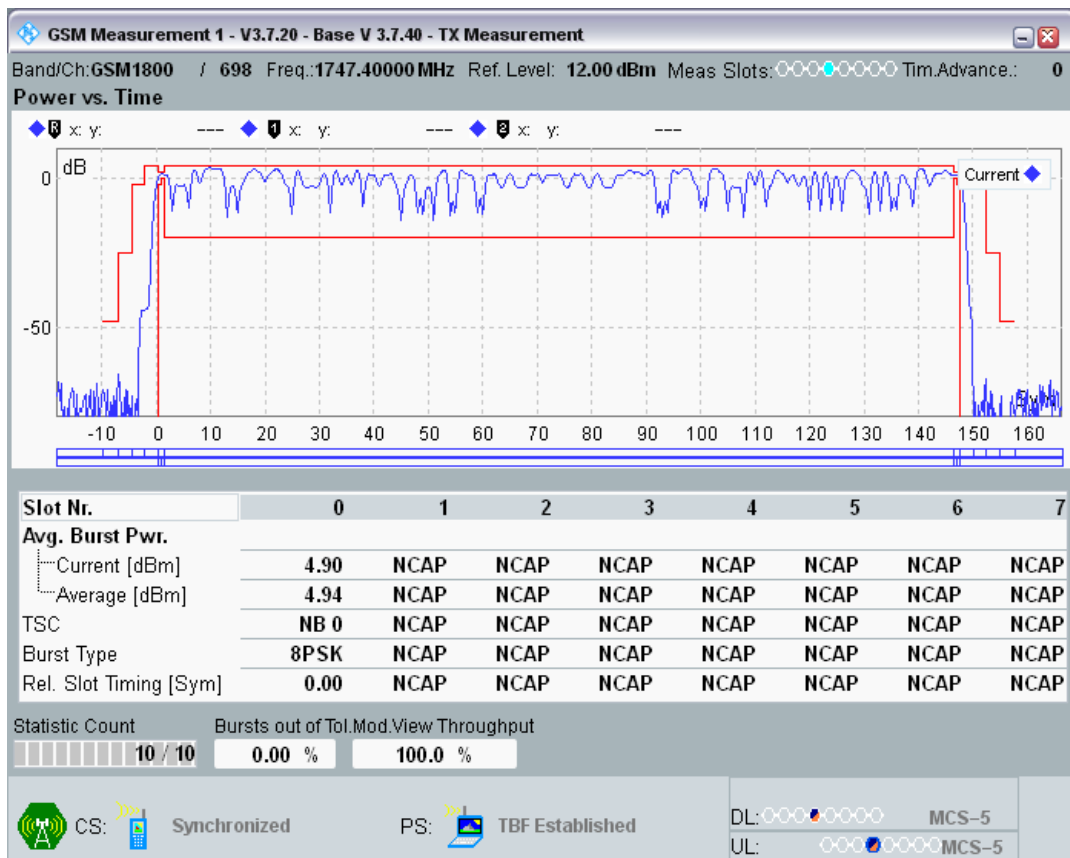 GSM Measurement 1 - V3.7.20 - Base V 3.7.40 - TX Measurement
Band/Ch:GSM1800 / 698 Freq.:1747.40000 MHz Ref. Level: 12.00 dBm Meas Slots: Tim.Advance.: 0
Power vs. Time
R x: y: --- 1 x: y: --- 2 x: y: ---
dB
Current
0
-50
-10 0 10 20 30 40 50 60 70 80 90 100 110 120 130 140 150 160
Slot Nr. 0 1 2 3 4 5 6 7
Avg. Burst Pwr.
Current [dBm] 4.90 NCAP NCAP NCAP NCAP NCAP NCAP NCAP
Average [dBm] 4.94 NCAP NCAP NCAP NCAP NCAP NCAP NCAP
TSC NB 0 NCAP NCAP NCAP NCAP NCAP NCAP NCAP
Burst Type 8PSK NCAP NCAP NCAP NCAP NCAP NCAP NCAP
Rel. Slot Timing [Sym] 0.00 NCAP NCAP NCAP NCAP NCAP NCAP NCAP
Statistic Count Bursts out of Tol.Mod.View Throughput
10 / 10 0.00 % 100.0 %
CS: Synchronized PS: TBF Established
DL: MCS-5
UL: MCS-5